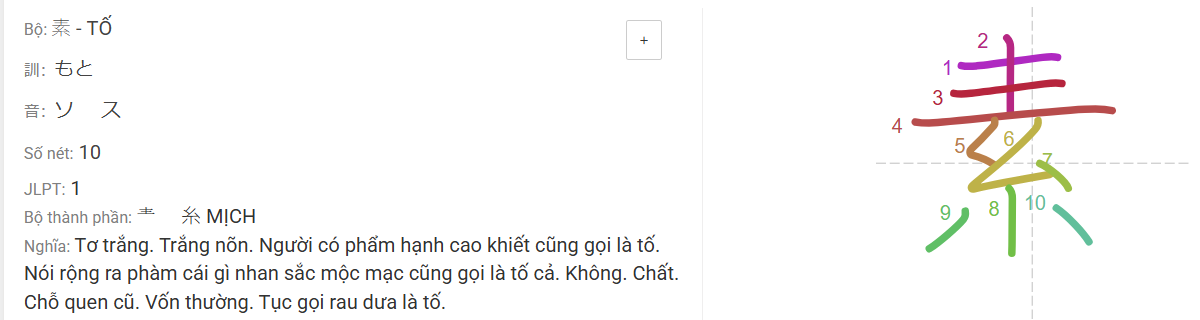 Bộ: 素 - TỐ
+
訓: もと
音: ソ ス
Số nét: 10
JLPT: 1
Bộ thành phần: 龶 糸 MỊCH
Nghĩa: Tơ trắng. Trắng nõn. Người có phẩm hạnh cao khiết cũng gọi là tố.
Nói rộng ra phàm cái gì nhan sắc mộc mạc cũng gọi là tố cả. Không. Chất.
Chỗ quen cũ. Vốn thường. Tục gọi rau dưa là tố.
素
1
2
3
4
5
6
7
8
9
10